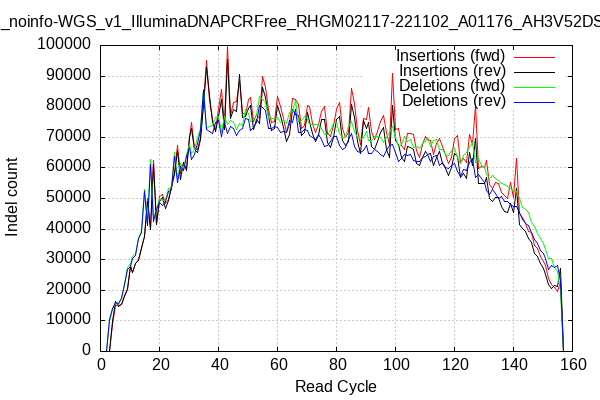 _noinfo-WGS_v1_IlluminaDNAPCRFree_RHGM02117-221102_A01176_AH3V52DS
Insertions (fwd)
Insertions (rev)
Deletions (fwd)
Deletions (rev)
100000
90000
80000
70000
60000
50000
40000
30000
20000
10000
0
Indel count
0 20 40 60 80 100 120 140 160
Read Cycle